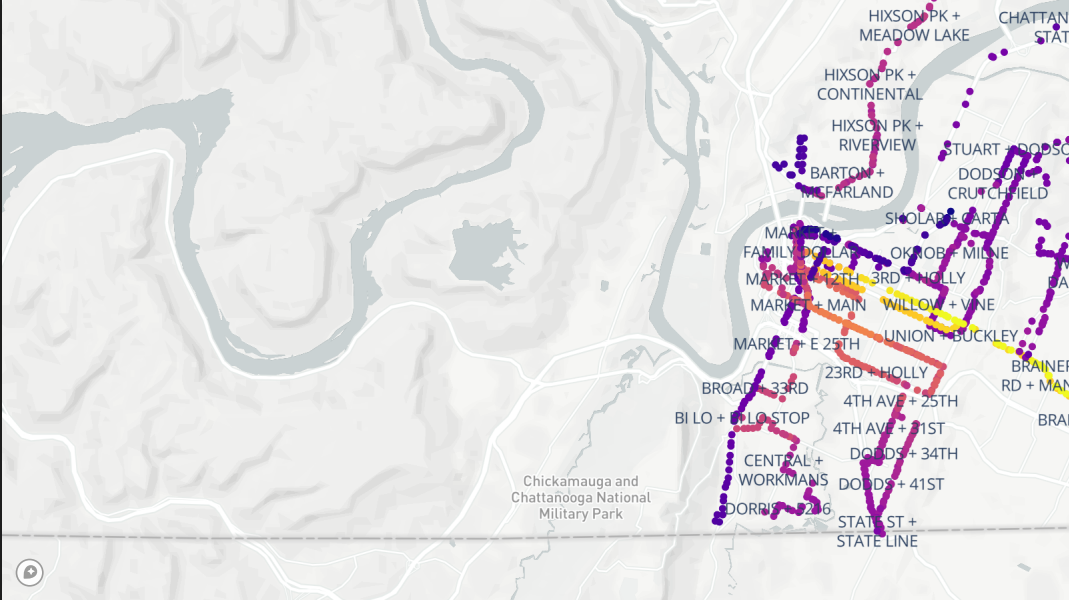 HIXSON PK +
MEADOW LAKE
CHATTAN
STAT
HIXSON PK +
CONTINENTAL
HIXSON PK +
RIVERVIEW
STUART + DODSO
BARTON +
MCFARLAND
DODSON
CRUTCHFIELD
SHOLAR + CARTA
FAMILY DOLLAR
OKNOB + MILNE
MARKET + 12TH
3RD + HOLLY
MARKET + MAIN
WILLOW + VINE
MARKET + E 25TH
UNION + BUCKLEY
23RD + HOLLY
BRAINER
RD + MAN
BROAD + 33RD
4TH AVE + 25TH
BI LO + BI LO STOP
4TH AVE + 31ST
BRAI
DODDS + 34TH
CENTRAL +
WORKMANS
DODDS + 41ST
Chickamauga and
Chattanooga National
Military Park
DORRIS +
STATE ST +
STATE LINE